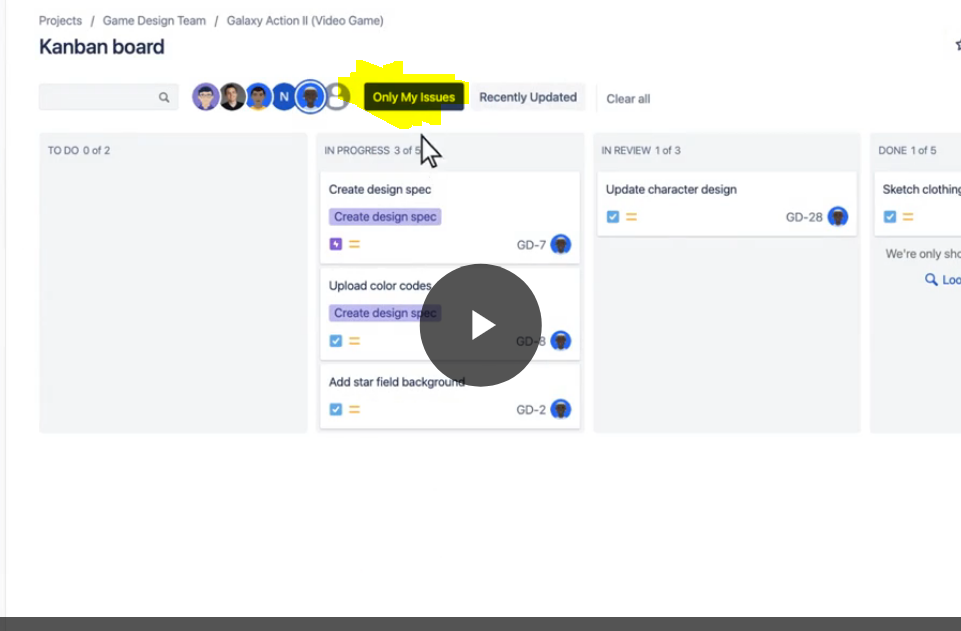 Projects / Game Design Team / Galaxy Action II (Video Game)
Kanban board
N
Only My Issues
Recently Updated
Clear all
TO DO 0 of 2
IN PROGRESS 3 of 5
Create design spec
Create design spec
GD-7
Upload color codes
Create design spec
GD-8
Add star field background
GD-2
IN REVIEW 1 of 3
Update character design
GD-28
DONE 1 of 5
Sketch clothing
We're only sho
Loo